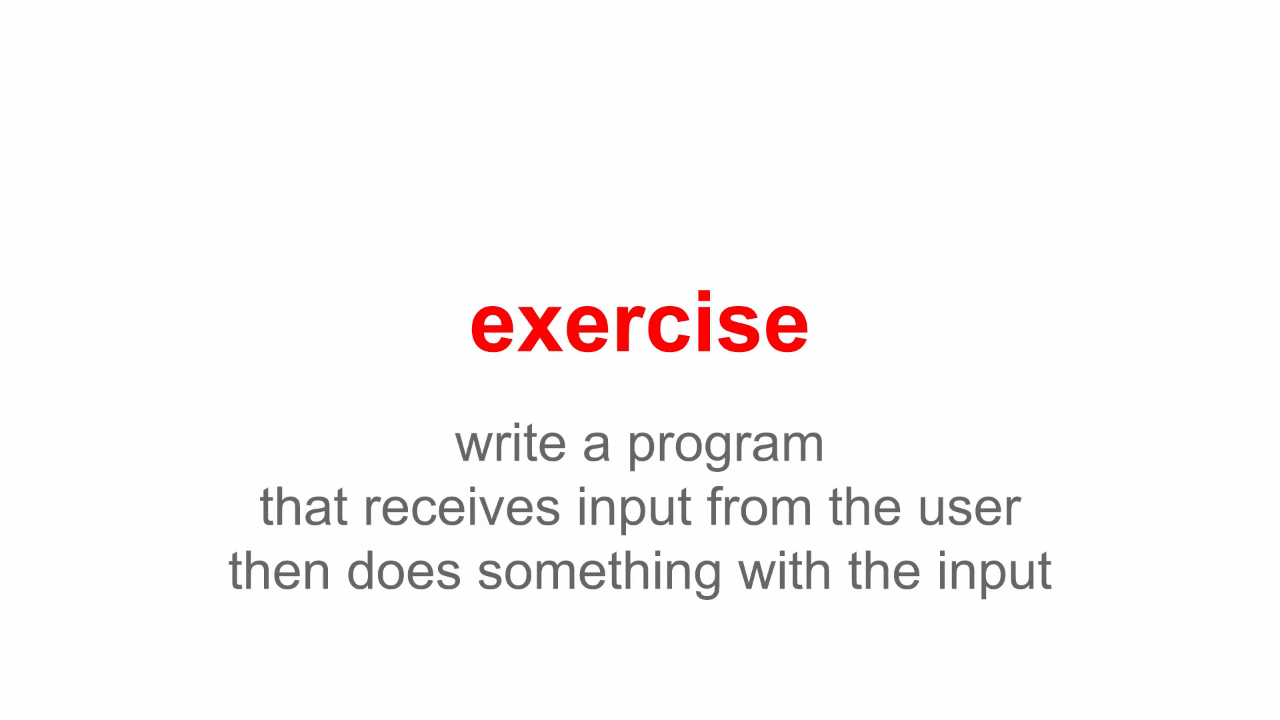 exercise
write a program
that receives input from the user
then does something with the input